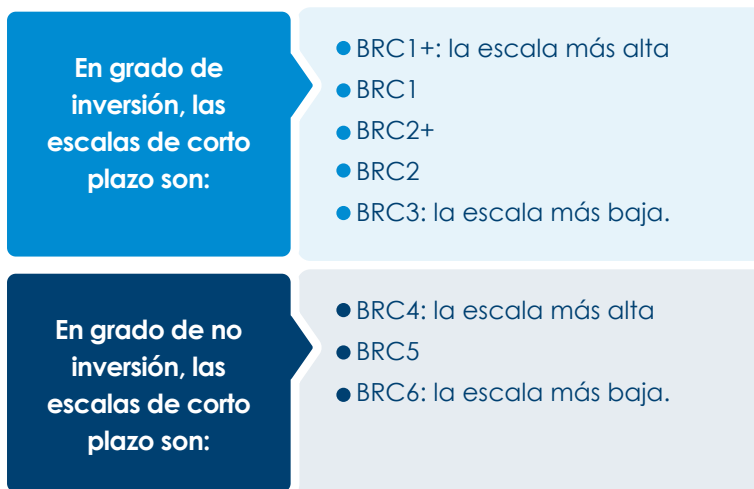 En grado de
inversión, las
escalas de corto
plazo son:
BRC1+: la escala más alta
BRC1
BRC2+
BRC2
BRC3: la escala más baja.
En grado de no
inversión, las
escalas de corto
plazo son:
BRC4: la escala más alta
BRC5
BRC6: la escala más baja.